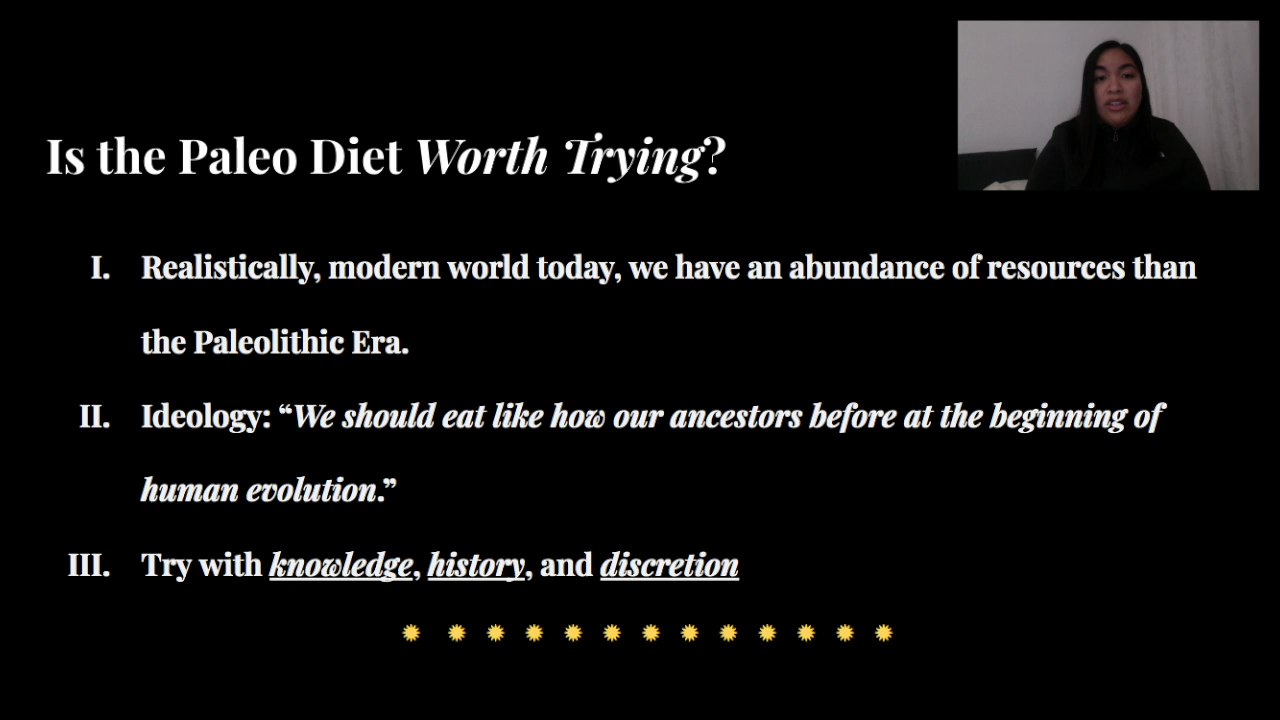 Is the Paleo Diet Worth Trying?
I. Realistically, modern world today, we have an abundance of resources than
the Paleolithic Era.
II. Ideology: “We should eat like how our ancestors before at the beginning of
human evolution.”
III. Try with knowledge, history, and discretion